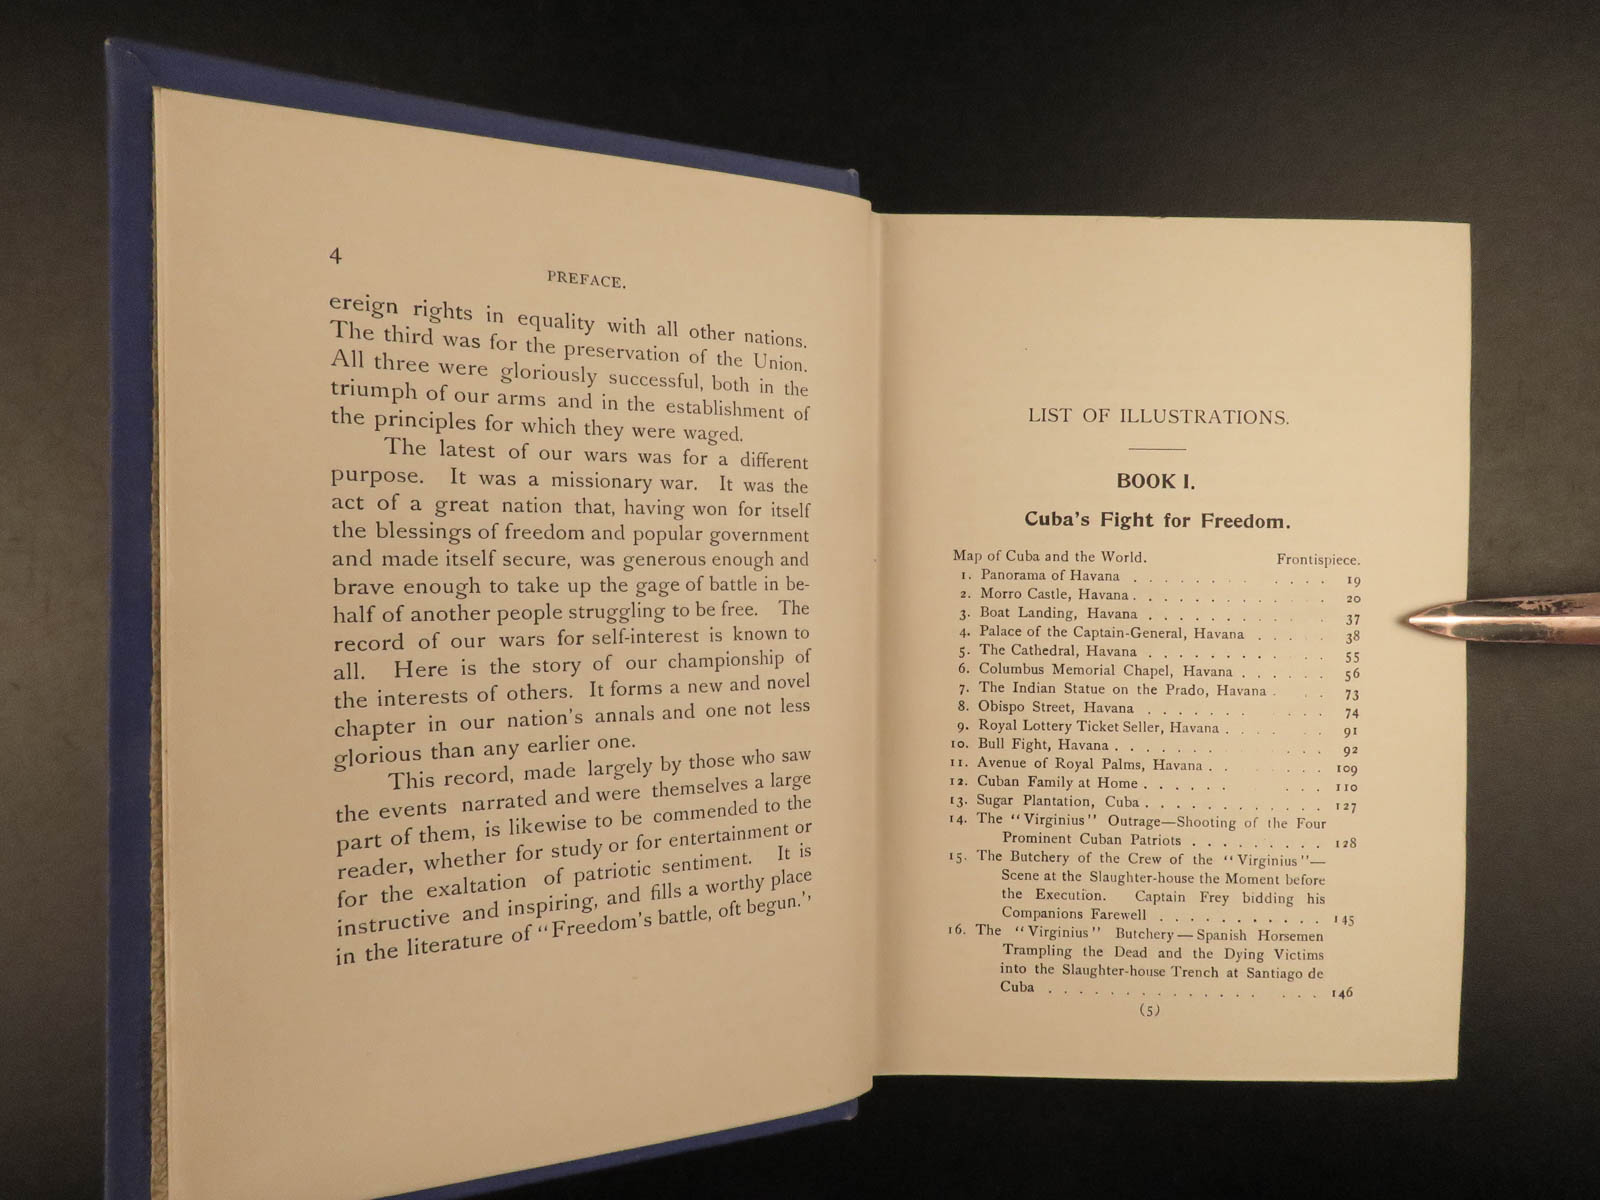 4
PREFACE.
ereign rights in equality with all other nations.
The third was for the preservation of the Union.
All three were gloriously successful, both in the
triumph of our arms and in the establishment of
the principles for which they were waged.
The latest of our wars was for a different
purpose. It was a missionary war. It was the
act of a great nation that, having won for itself
the blessings of freedom and popular government
and made itself secure, was generous enough and
brave enough to take up the gage of battle in be-
half of another people struggling to be free. The
record of our wars for self-interest is known to
all. Here is the story of our championship of
the interests of others. It forms a new and novel
chapter in our nation's annals and one not less
glorious than any earlier one.
This record, made largely by those who saw
the events narrated and were themselves a large
part of them, is likewise to be commended to the
reader, whether for study or for entertainment or
for the exaltation of patriotic sentiment. It is
instructive and inspiring, and fills a worthy place
in the literature of "Freedom's battle, oft begun.',
LIST OF ILLUSTRATIONS.
BOOK I.
Cuba's Fight for Freedom.
Map of Cuba and the World. Frontispiece.
1. Panorama of Havana . . . . . . . . . . . . 19
2. Morro Castle, Havana . . . . . . . . . . . 20
3. Boat Landing, Havana . . . . . . . . . . . 37
4. Palace of the Captain-General, Havana . . . . 38
5. The Cathedral, Havana . . . . . . . . . . . 55
6. Columbus Memorial Chapel, Havana . . . . . . 56
7. The Indian Statue on the Prado, Havana . . . 73
8. Obispo Street, Havana . . . . . . . . . . 74
9. Royal Lottery Ticket Seller, Havana . . . . . 91
10. Bull Fight, Havana . . . . . . . . . . 92
11. Avenue of Royal Palms, Havana . . . . . . 109
12. Cuban Family at Home . . . . . . . . . 110
13. Sugar Plantation, Cuba . . . . . . . . . . . . 127
14. The "Virginius" Outrage—Shooting of the Four
Prominent Cuban Patriots . . . . . . . . . 128
15. The Butchery of the Crew of the "Virginius"—
Scene at the Slaughter-house the Moment before
the Execution. Captain Frey bidding his
Companions Farewell . . . . . . . . . . . 145
16. The "Virginius" Butchery—Spanish Horsemen
Trampling the Dead and the Dying Victims
into the Slaughter-house Trench at Santiago de
Cuba . . . . . . . . . . . . . . 146
(5)